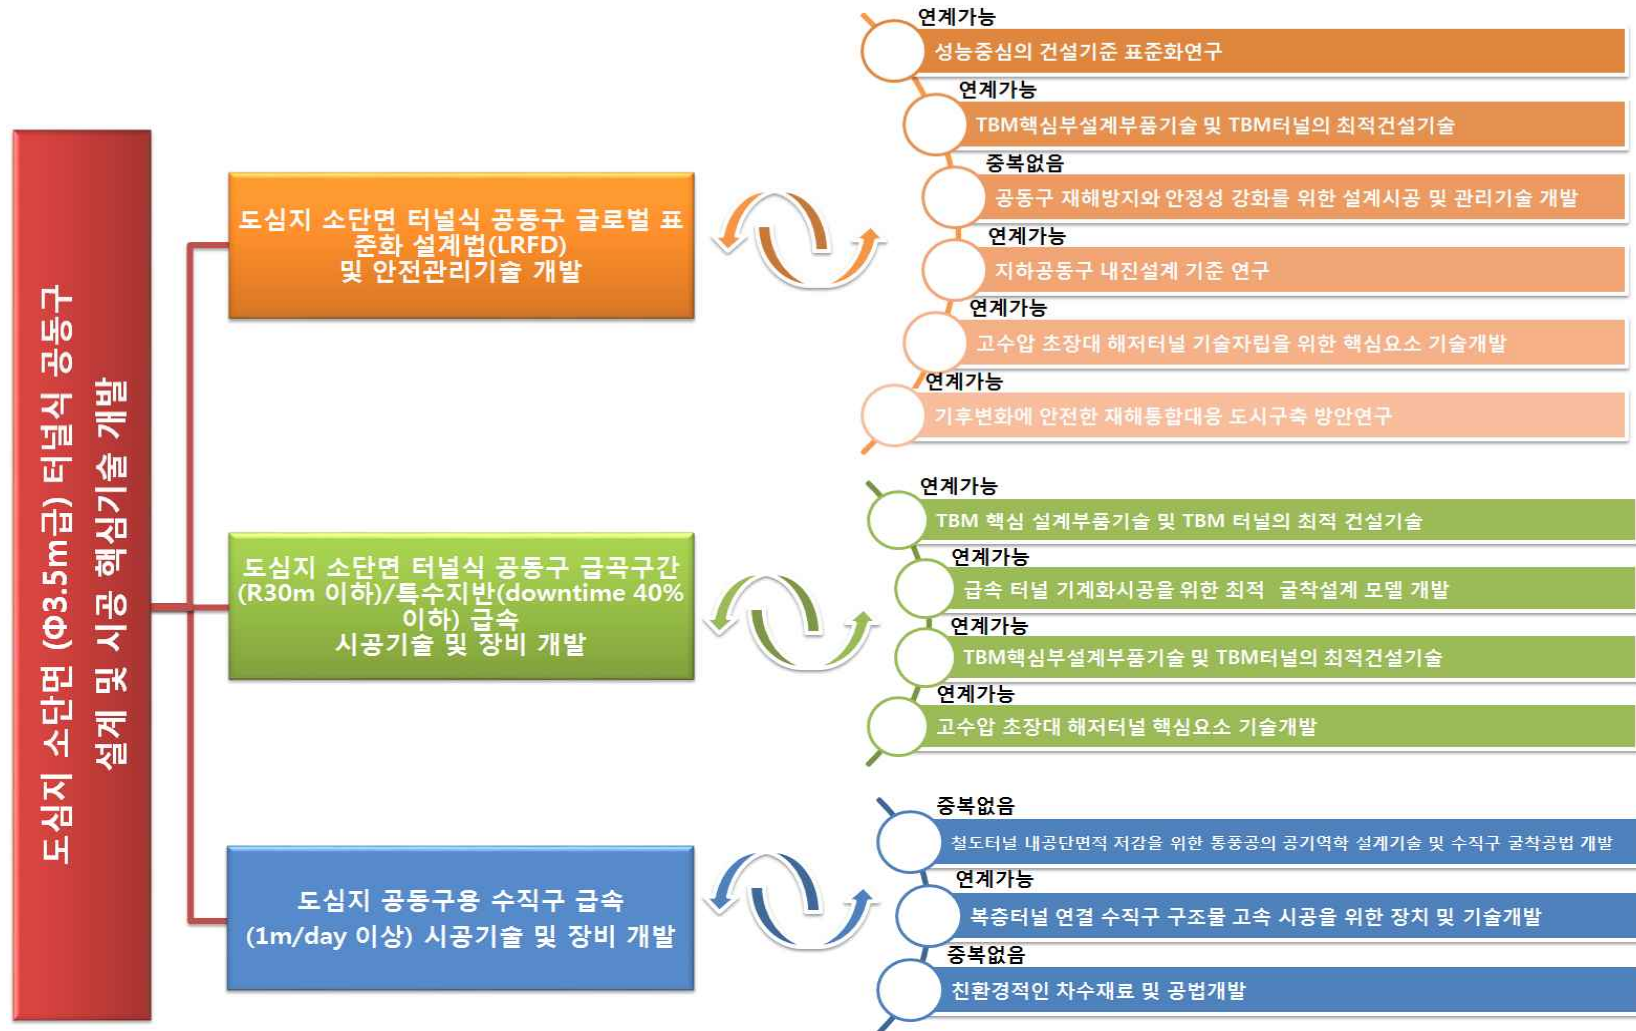 도심지 소단면 (Φ3.5m급) 터널식 공동구
설계 및 시공 핵심기술 개발
도심지 소단면 터널식 공동구 글로벌 표
준화 설계법(LRFD)
및 안전관리기술 개발
연계가능
성능중심의 건설기준 표준화연구
연계가능
TBM핵심부설계부품기술 및 TBM터널의 최적건설기술
중복없음
공동구 재해방지와 안정성 강화를 위한 설계시공 및 관리기술 개발
연계가능
지하공동구 내진설계 기준 연구
연계가능
고수압 초장대 해저터널 기술자립을 위한 핵심요소 기술개발
연계가능
기후변화에 안전한 재해통합대응 도시구축 방안연구
도심지 소단면 터널식 공동구 급곡구간
(R30m 이하)/특수지반(downtime 40%
이하) 급속
시공기술 및 장비 개발
연계가능
TBM 핵심 설계부품기술 및 TBM 터널의 최적 건설기술
연계가능
급속 터널 기계화시공을 위한 최적 굴착설계 모델 개발
연계가능
TBM핵심부설계부품기술 및 TBM터널의 최적건설기술
연계가능
고수압 초장대 해저터널 핵심요소 기술개발
도심지 공동구용 수직구 급속
(1m/day 이상) 시공기술 및 장비 개발
중복없음
철도터널 내공단면적 저감을 위한 통풍공의 공기역학 설계기술 및 수직구 굴착공법 개발
연계가능
복층터널 연결 수직구 구조물 고속 시공을 위한 장치 및 기술개발
중복없음
친환경적인 차수재료 및 공법개발